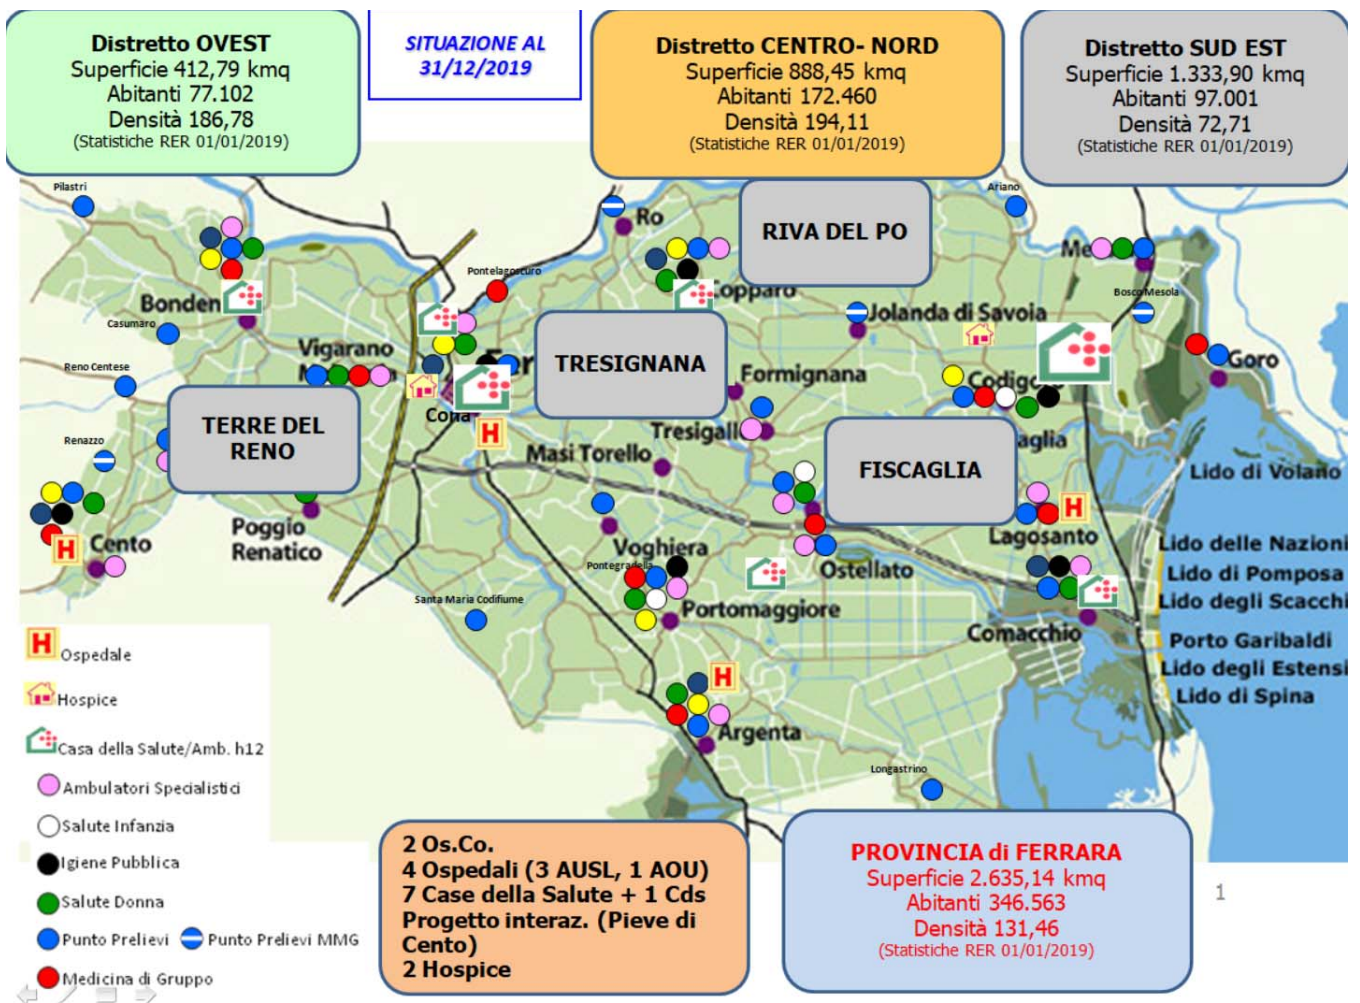 Distretto OVEST
Superficie 412,79 kmq
Abitanti 77.102
Densità 186,78
(Statistiche RER 01/01/2019)
SITUAZIONE AL
31/12/2019
Distretto CENTRO- NORD
Superficie 888,45 kmq
Abitanti 172.460
Densità 194,11
(Statistiche RER 01/01/2019)
Distretto SUD EST
Superficie 1.333,90 kmq
Abitanti 97.001
Densità 72,71
(Statistiche RER 01/01/2019)
Pilastri
Ro
RIVA DEL PO
Ariano
Me
Pontelagoscuro
Bonden
Copparo
Bosco Mesola
Jolanda di Savoia
Casumaro
Vigarano
TRESIGNANA
Goro
Reno Centese
Fer
Formignana
Codigoro
TERRE DEL
RENO
Cona
Tresigall
aglia
Renazzo
Masi Torello
FISCAGLIA
Lido di Volano
Poggio
Renatico
Cento
Voghiera
Pontegradella
Ostellato
Lagosanto
Lido delle Nazioni
Lido di Pomposa
Lido degli Scacchi
Santa Maria Codifiume
Portomaggiore
Comacchio
Porto Garibaldi
Lido degli Estensi
Lido di Spina
Argenta
Longastrino
H Ospedale
Hospice
Casa della Salute/Amb. h12
Ambulatori Specialistici
Salute Infanzia
Igiene Pubblica
Salute Donna
Punto Prelievi Punto Prelievi MMG
Medicina di Gruppo
2 Os.Co.
4 Ospedali (3 AUSL, 1 AOU)
7 Case della Salute + 1 Cds
Progetto interaz. (Pieve di
Cento)
2 Hospice
PROVINCIA di FERRARA
Superficie 2.635,14 kmq
Abitanti 346.563
Densità 131,46
(Statistiche RER 01/01/2019)
1